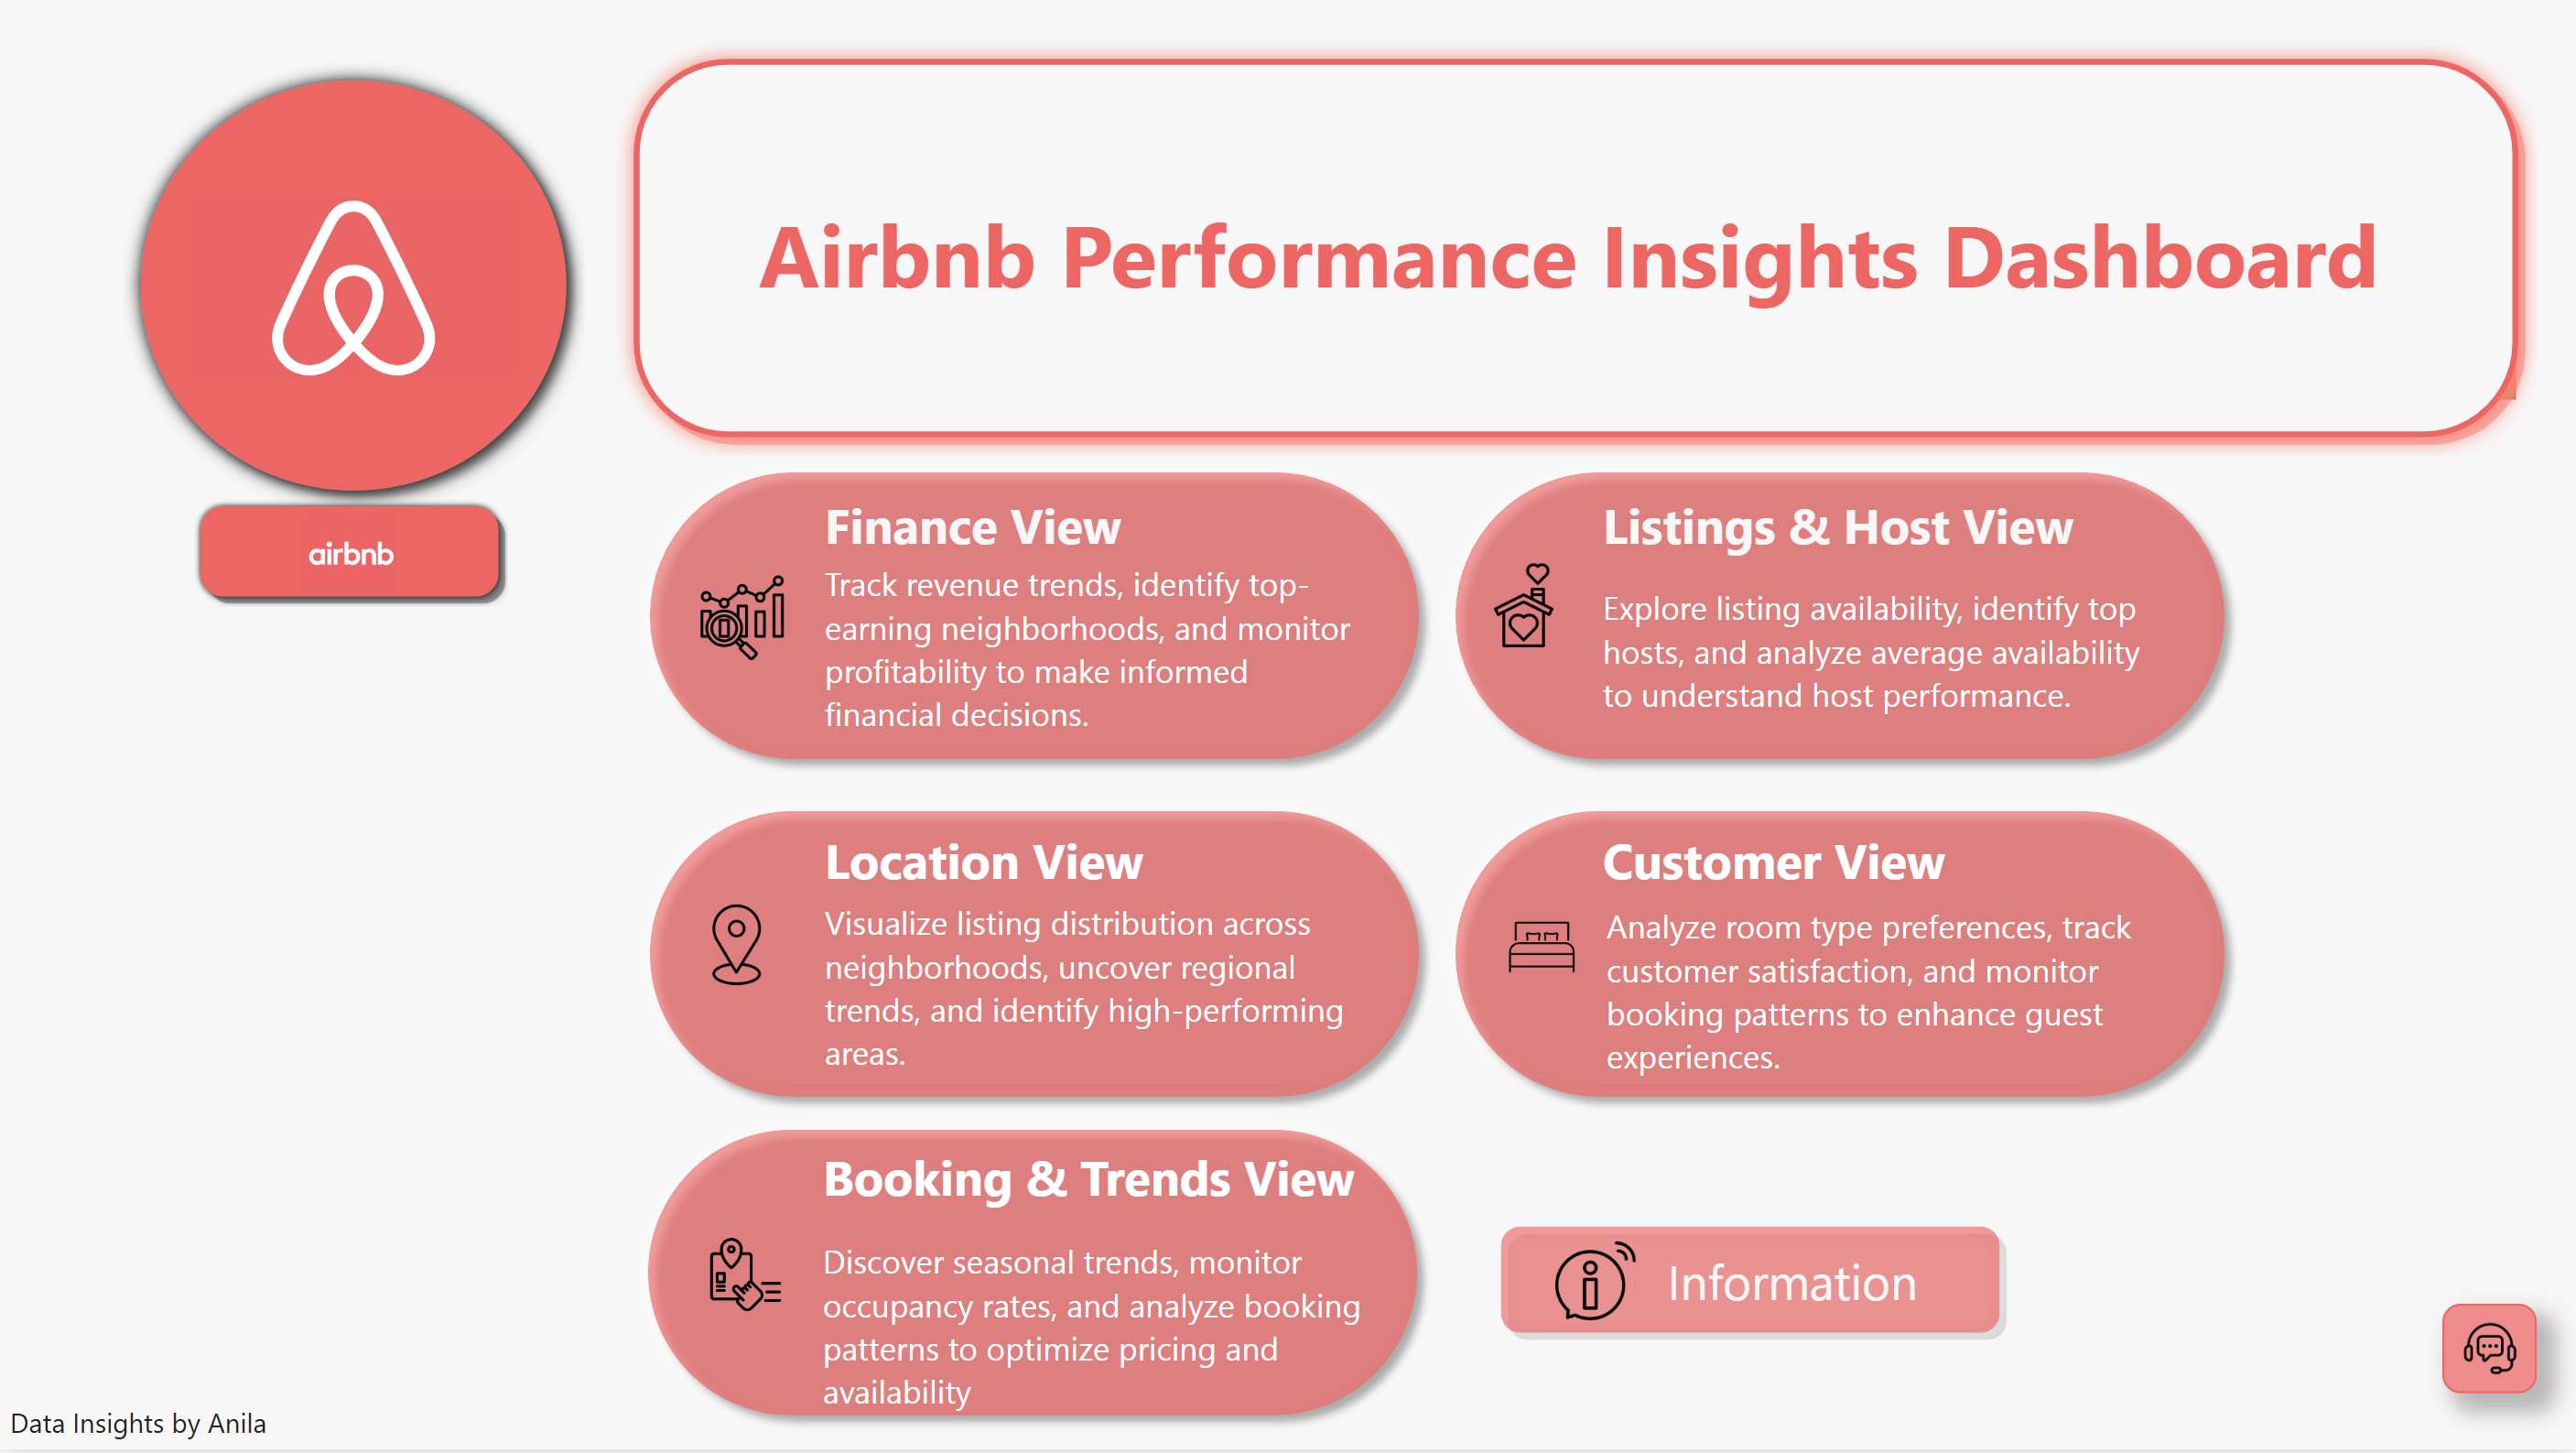 Airbnb Performance Insights Dashboard
airbnb
Finance View
Track revenue trends, identify top-
earning neighborhoods, and monitor
profitability to make informed
financial decisions.
Listings & Host View
Explore listing availability, identify top
hosts, and analyze average availability
to understand host performance.
Location View
Visualize listing distribution across
neighborhoods, uncover regional
trends, and identify high-performing
areas.
Customer View
Analyze room type preferences, track
customer satisfaction, and monitor
booking patterns to enhance guest
experiences.
Booking & Trends View
Discover seasonal trends, monitor
occupancy rates, and analyze booking
patterns to optimize pricing and
availability
Information
Data Insights by Anila